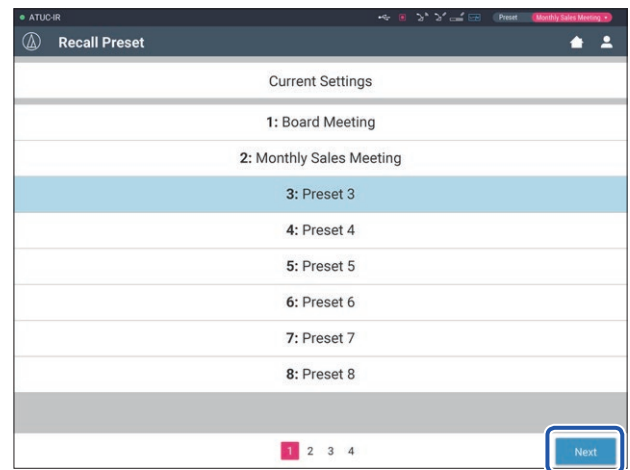 ATUC-IR Preset Monthly Sales Meeting
Recall Preset
Current Settings
1: Board Meeting
2: Monthly Sales Meeting
3: Preset 3
4: Preset 4
5: Preset 5
6: Preset 6
7: Preset 7
8: Preset 8
1 2 3 4 Next